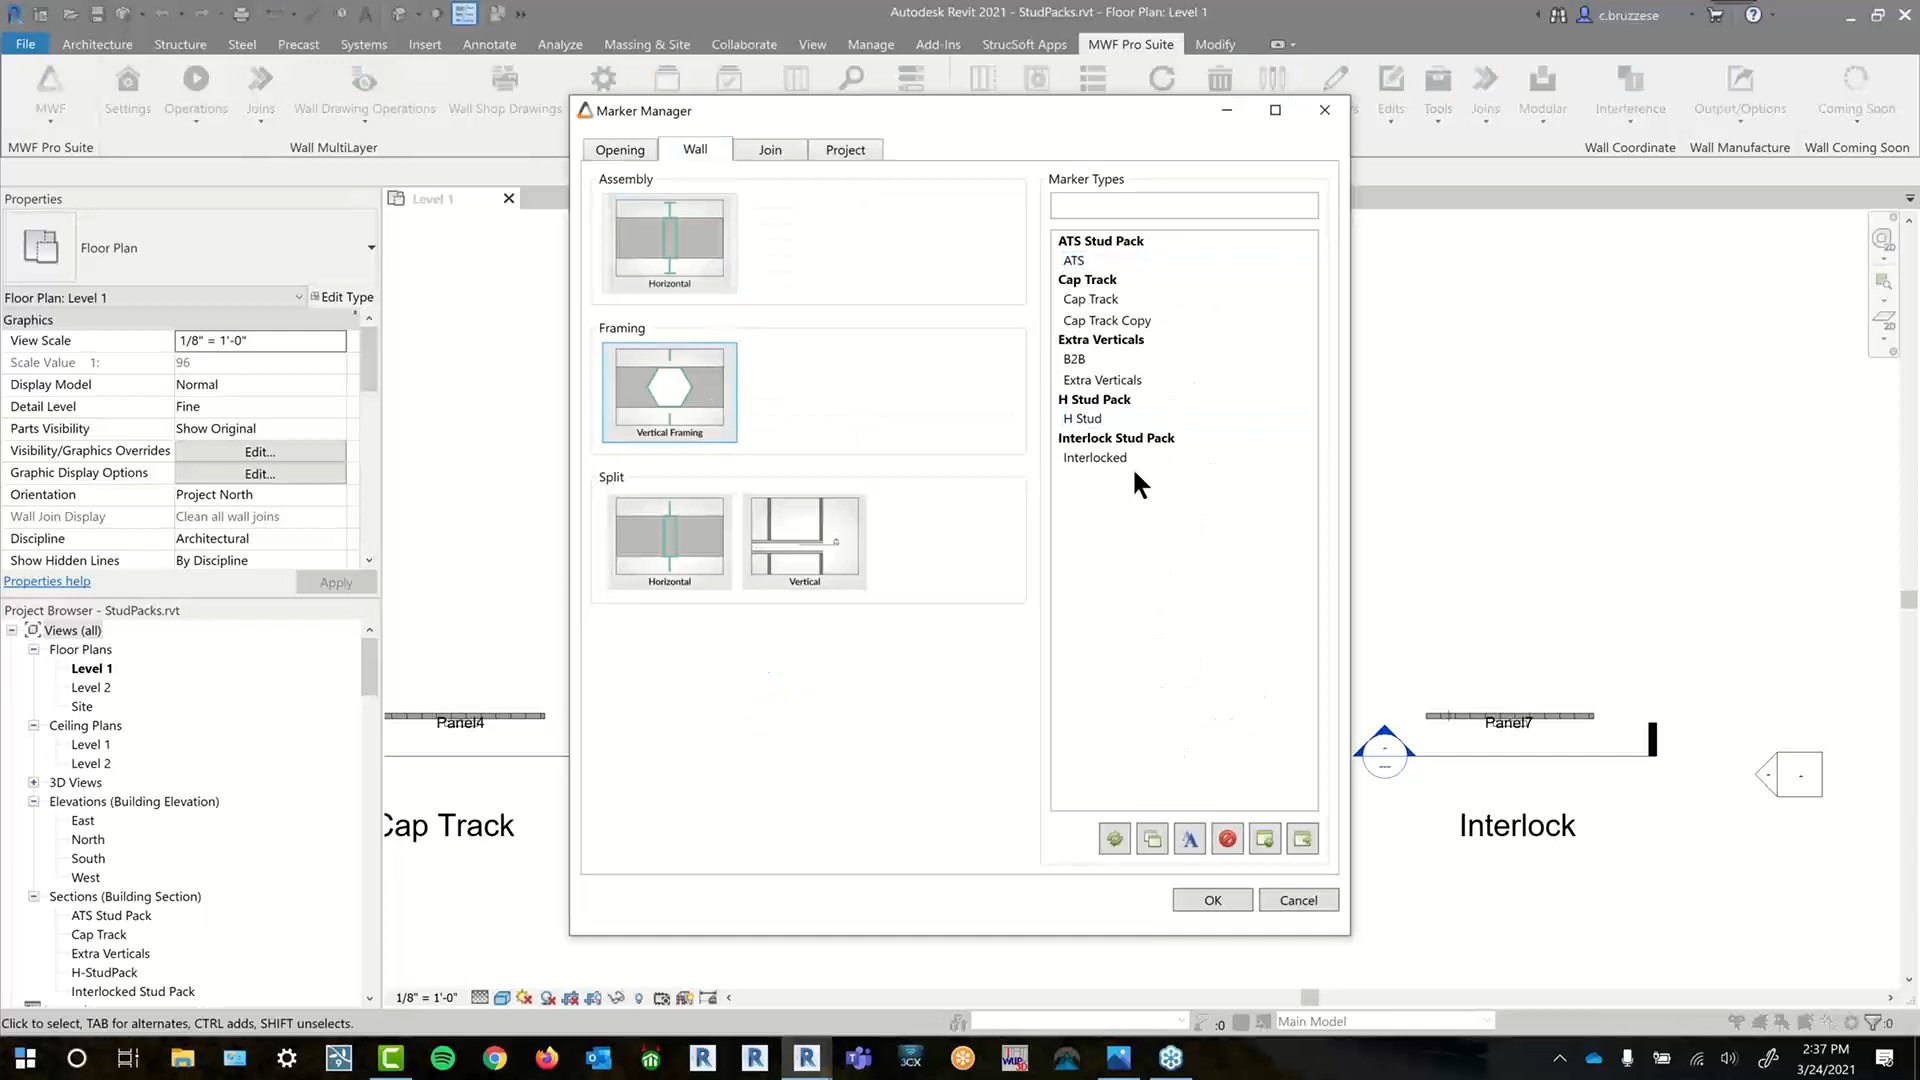 Autodesk Revit 2021 - StudPacks.rvt - Floor Plan: Level 1
c.bruzzese
File
Architecture
Structure
Steel
Precast
Systems
Insert
Annotate
Analyze
Massing & Site
Collaborate
View
Manage
Add-Ins
StrucSoft Apps
MWF Pro Suite
Modify
MWF
Settings
Operations
Joins
Wall Drawing Operations
Wall Shop Drawings
Edits
Tools
Joins
Modular
Interference
Output/Options
Coming Soon
MWF Pro Suite
Wall MultiLayer
Wall Coordinate
Wall Manufacture
Wall Coming Soon
Properties
Level 1
Floor Plan
Floor Plan: Level 1
Edit Type
Graphics
View Scale
1/8" = 1'-0"
Scale Value 1:
96
Display Model
Normal
Detail Level
Fine
Parts Visibility
Show Original
Visibility/Graphics Overrides
Edit...
Graphic Display Options
Edit...
Orientation
Project North
Wall Join Display
Clean all wall joins
Discipline
Architectural
Show Hidden Lines
By Discipline
Properties help
Apply
Project Browser - StudPacks.rvt
Views (all)
Floor Plans
Level 1
Level 2
Site
Ceiling Plans
Level 1
Level 2
3D Views
Elevations (Building Elevation)
East
North
South
West
Sections (Building Section)
ATS Stud Pack
Cap Track
Extra Verticals
H-StudPack
Interlocked Stud Pack
Marker Manager
Opening
Wall
Join
Project
Assembly
Horizontal
Framing
Vertical Framing
Split
Horizontal
Vertical
Marker Types
ATS Stud Pack
ATS
Cap Track
Cap Track
Cap Track Copy
Extra Verticals
B2B
Extra Verticals
H Stud Pack
H Stud
Interlock Stud Pack
Interlocked
OK
Cancel
Panel4
Cap Track
Panel7
Interlock
1/8" = 1'-0"
Click to select, TAB for alternates, CTRL adds, SHIFT unselects.
:0
Main Model
:0
3CX
2:37 PM
3/24/2021